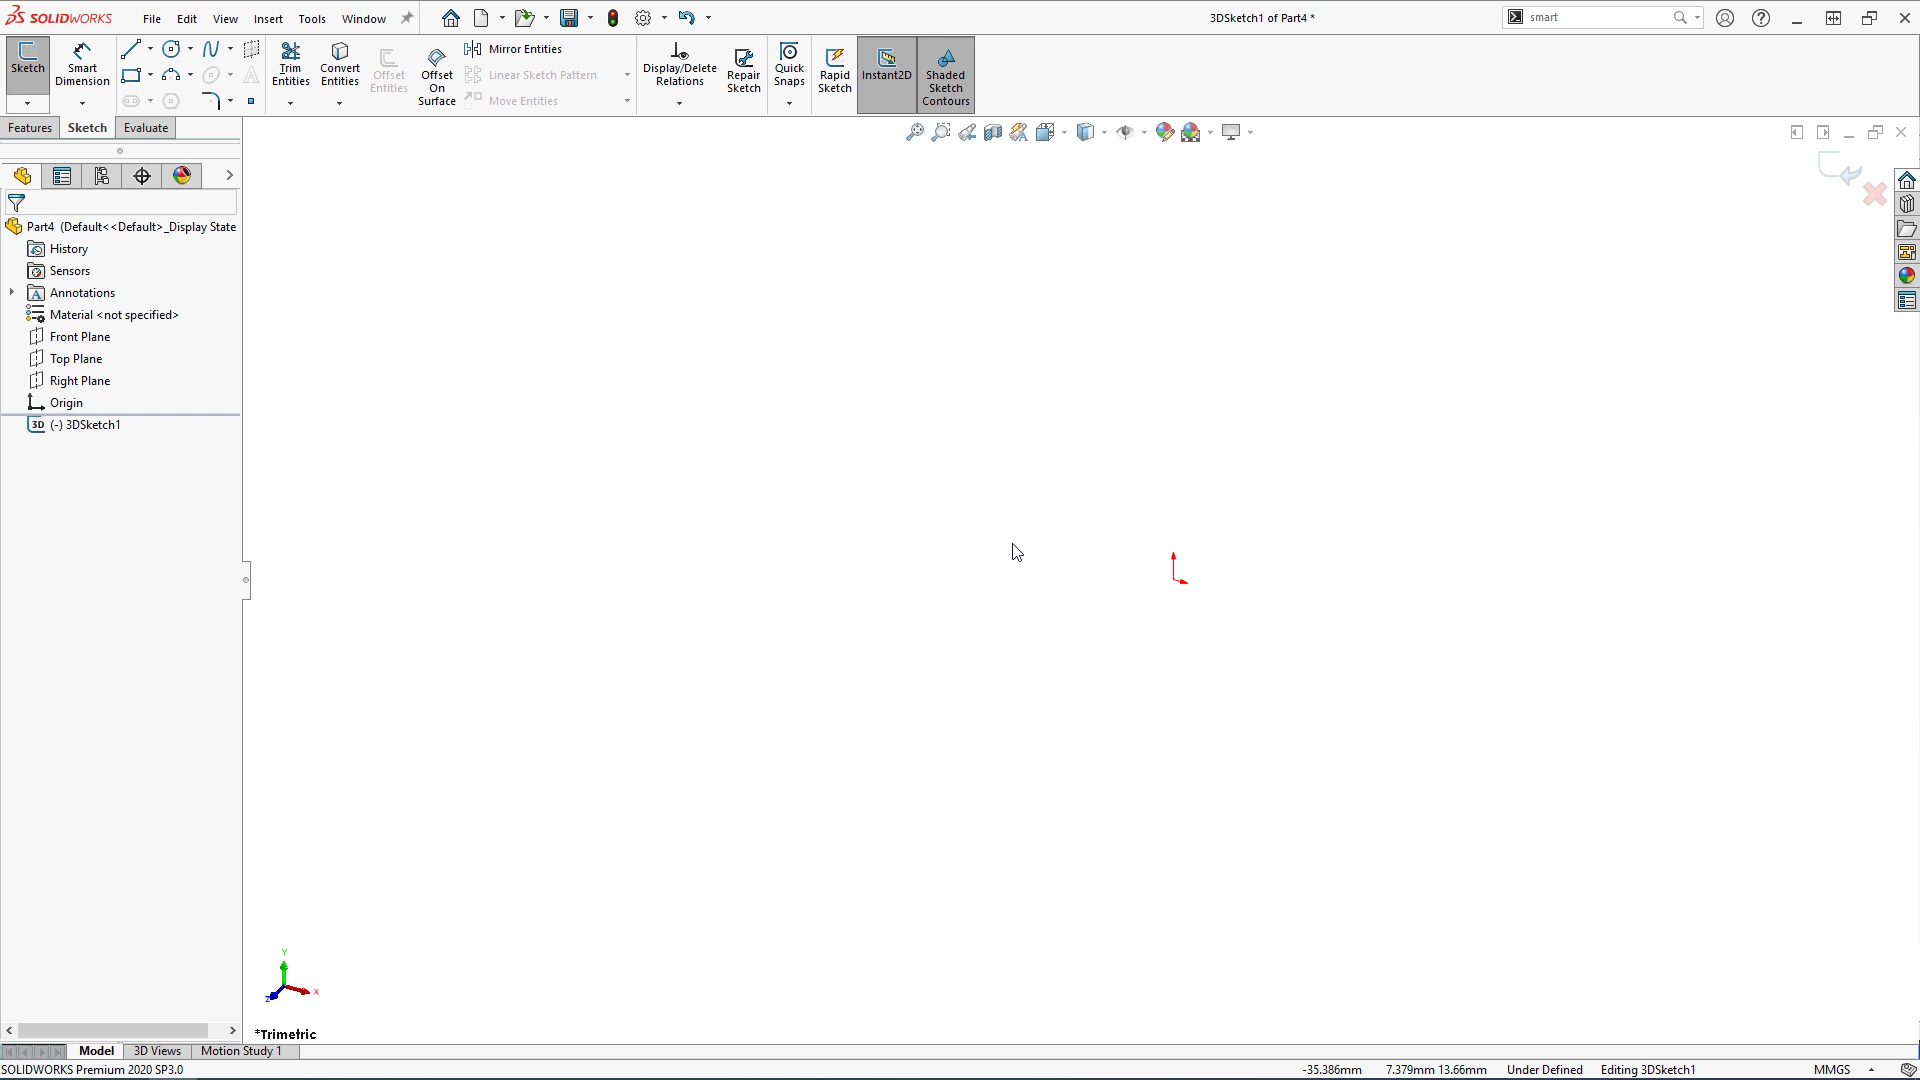 SOLIDWORKS File Edit View Insert Tools Window 3DSketch1 of Part4 * smart
Sketch
Smart Dimension
Trim Entities
Convert Entities
Offset Entities
Offset On Surface
Mirror Entities
Linear Sketch Pattern
Move Entities
Display/Delete Relations
Repair Sketch
Quick Snaps
Rapid Sketch
Instant2D
Shaded Sketch Contours
Features Sketch Evaluate
Part4 (Default<<Default>_Display State
History
Sensors
Annotations
Material <not specified>
Front Plane
Top Plane
Right Plane
Origin
3D (-) 3DSketch1
Y
X
Z
*Trimetric
Model 3D Views Motion Study 1
SOLIDWORKS Premium 2020 SP3.0 -35.386mm 7.379mm 13.66mm Under Defined Editing 3DSketch1 MMGS